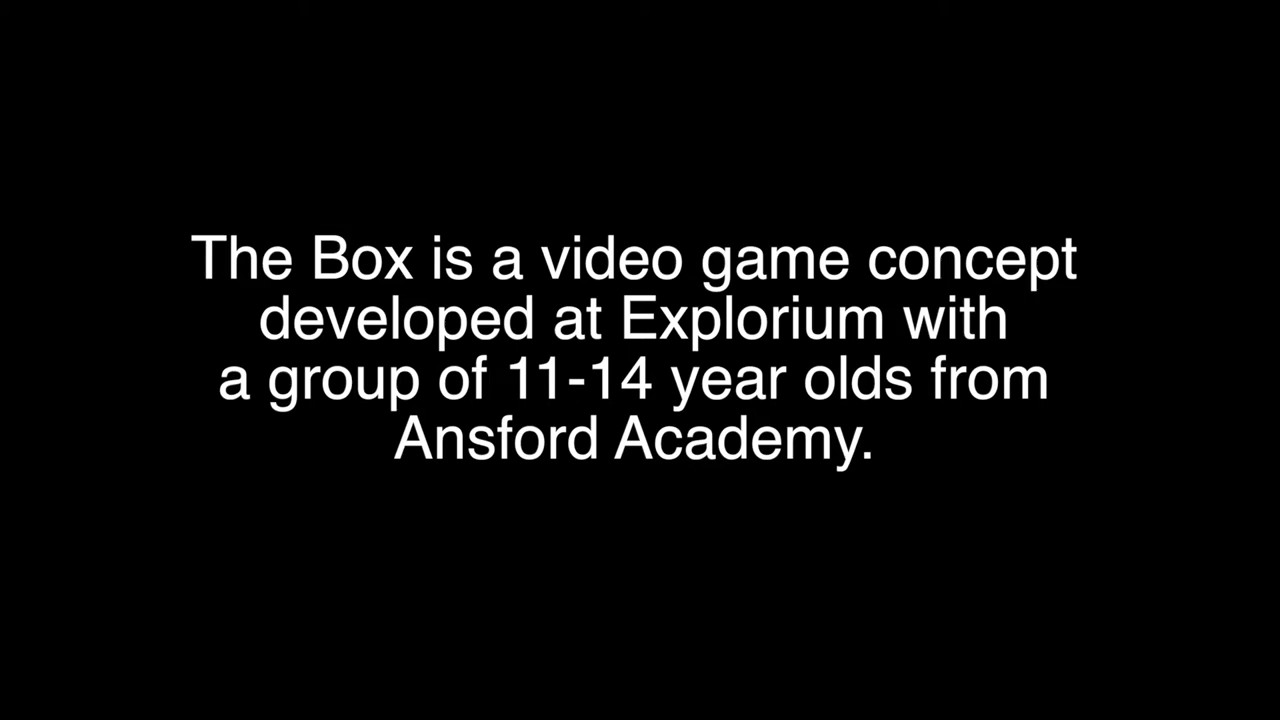 The Box is a video game concept
developed at Explorium with
a group of 11-14 year olds from
Ansford Academy.